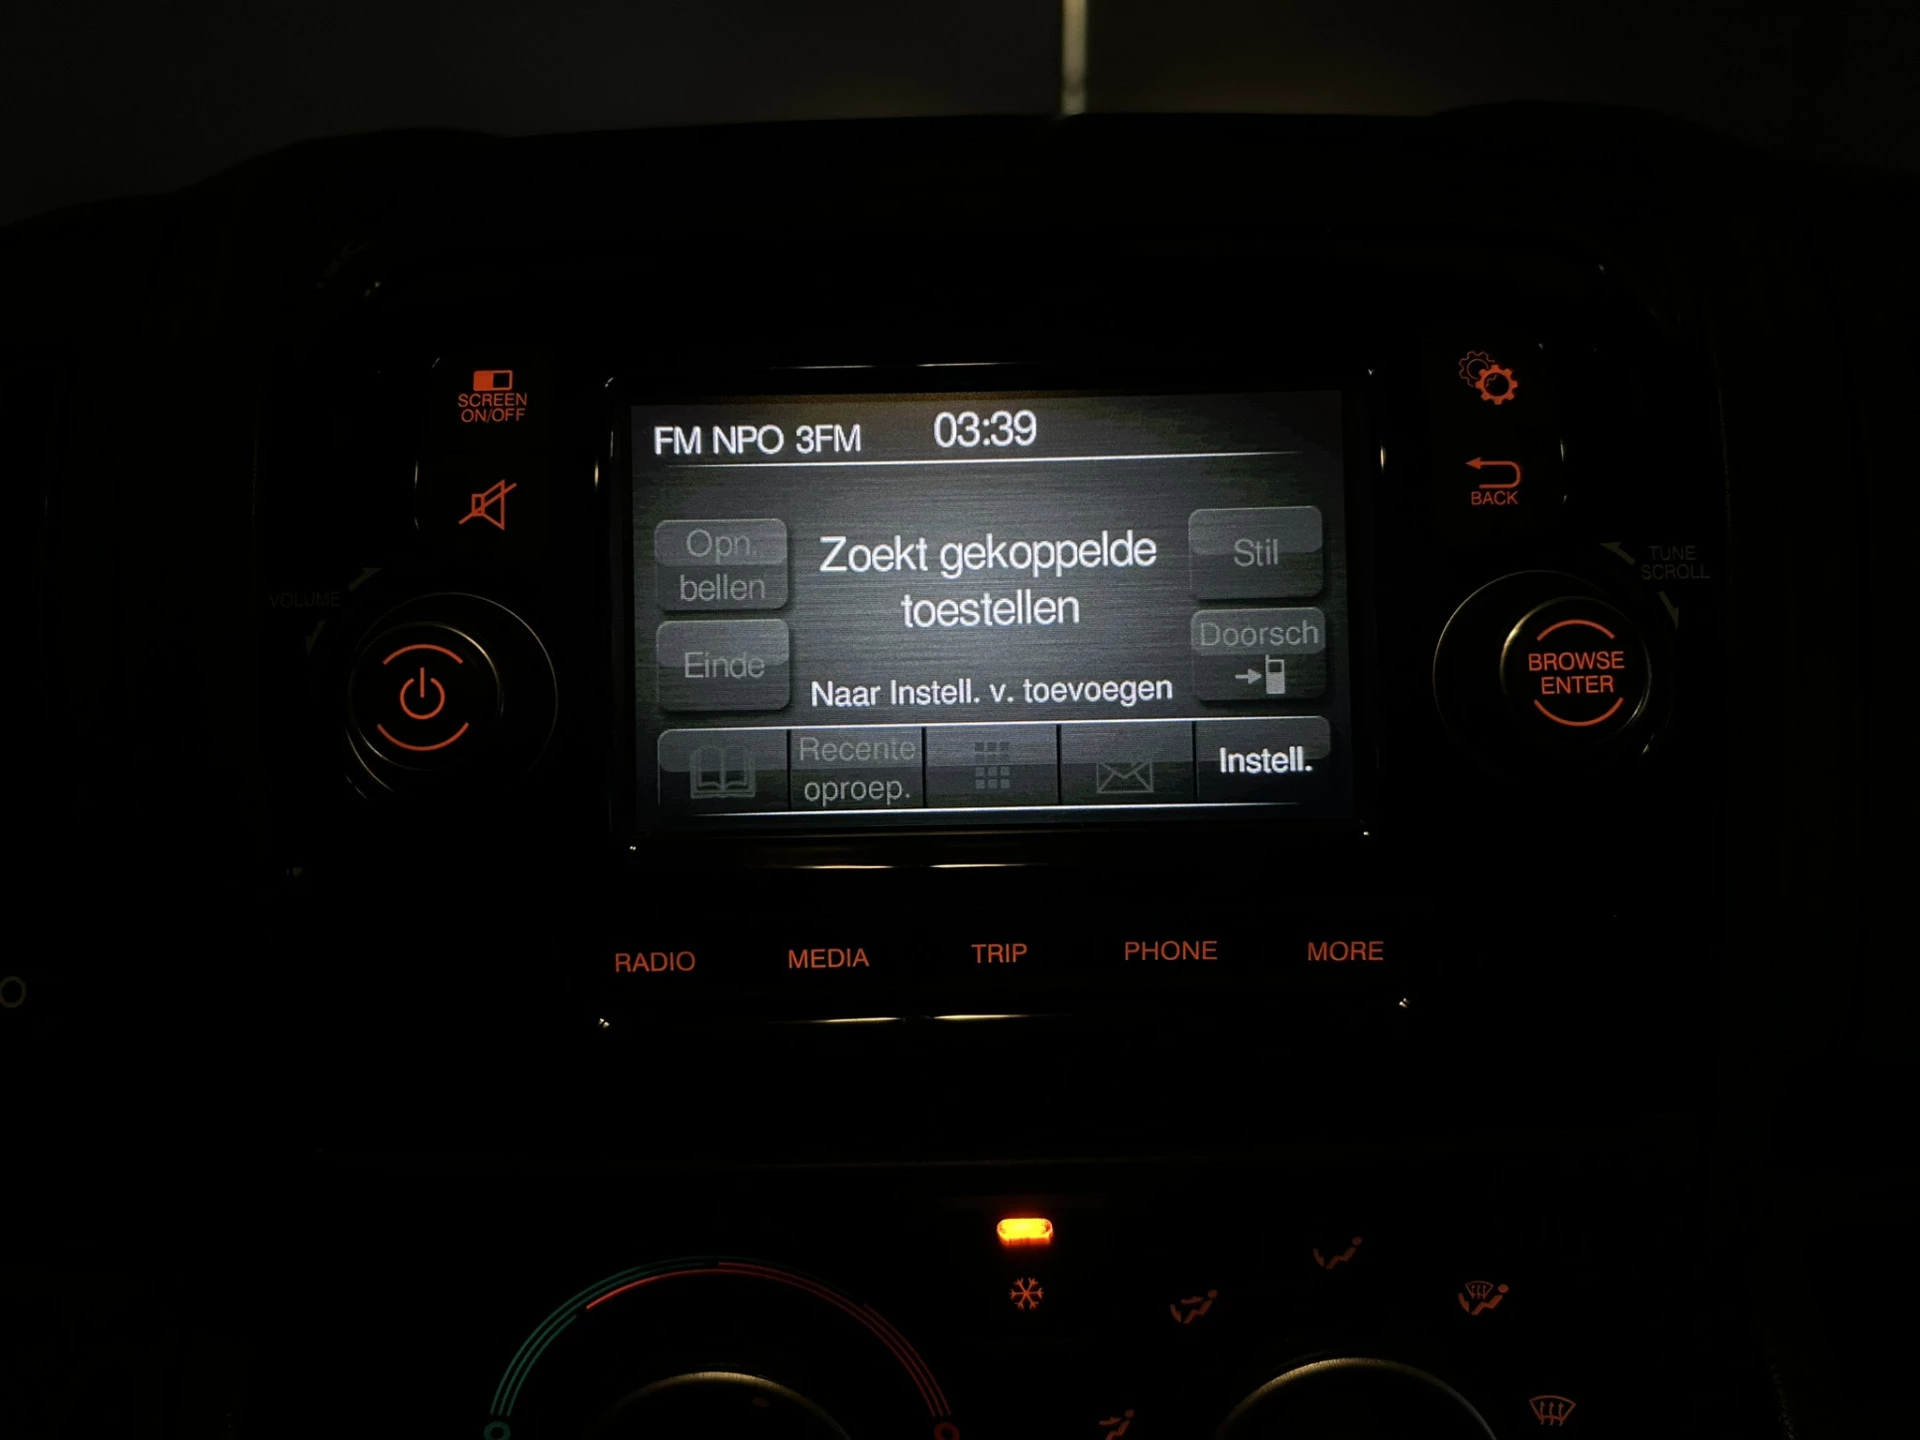 SCREEN
ON/OFF
BACK
VOLUME
TUNE
SCROLL
BROWSE
ENTER
FM NPO 3FM
03:39
Opn.
bellen
Zoekt gekoppelde
toestellen
Stil
Einde
Doorsch
Naar Instell. v. toevoegen
Recente
oproep.
Instell.
RADIO
MEDIA
TRIP
PHONE
MORE